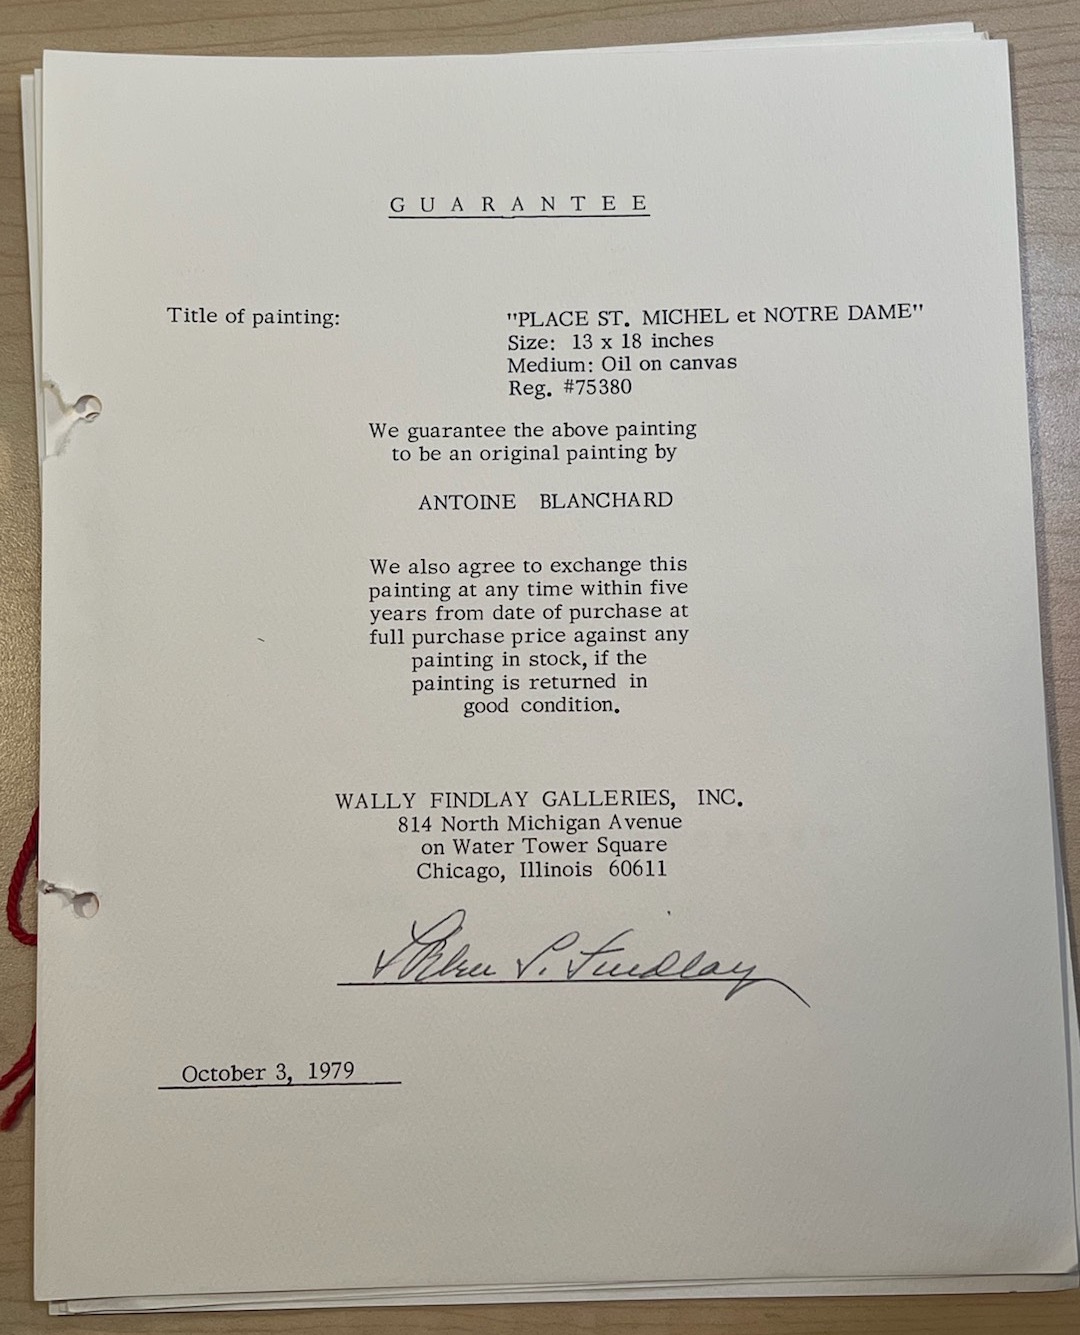 GUARANTEE
Title of painting: "PLACE ST. MICHEL et NOTRE DAME"
Size: 13 x 18 inches
Medium: Oil on canvas
Reg. #75380
We guarantee the above painting
to be an original painting by
ANTOINE BLANCHARD
We also agree to exchange this
painting at any time within five
years from date of purchase at
full purchase price against any
painting in stock, if the
painting is returned in
good condition.
WALLY FINDLAY GALLERIES, INC.
814 North Michigan Avenue
on Water Tower Square
Chicago, Illinois 60611
Findlay
October 3, 1979